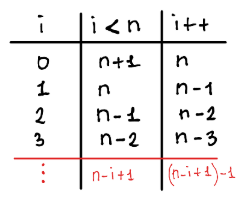 i i < n i++
0 n+1 n
1 n n-1
2 n-1 n-2
3 n-2 n-3
⋮ n-i+1 (n-i+1)-1